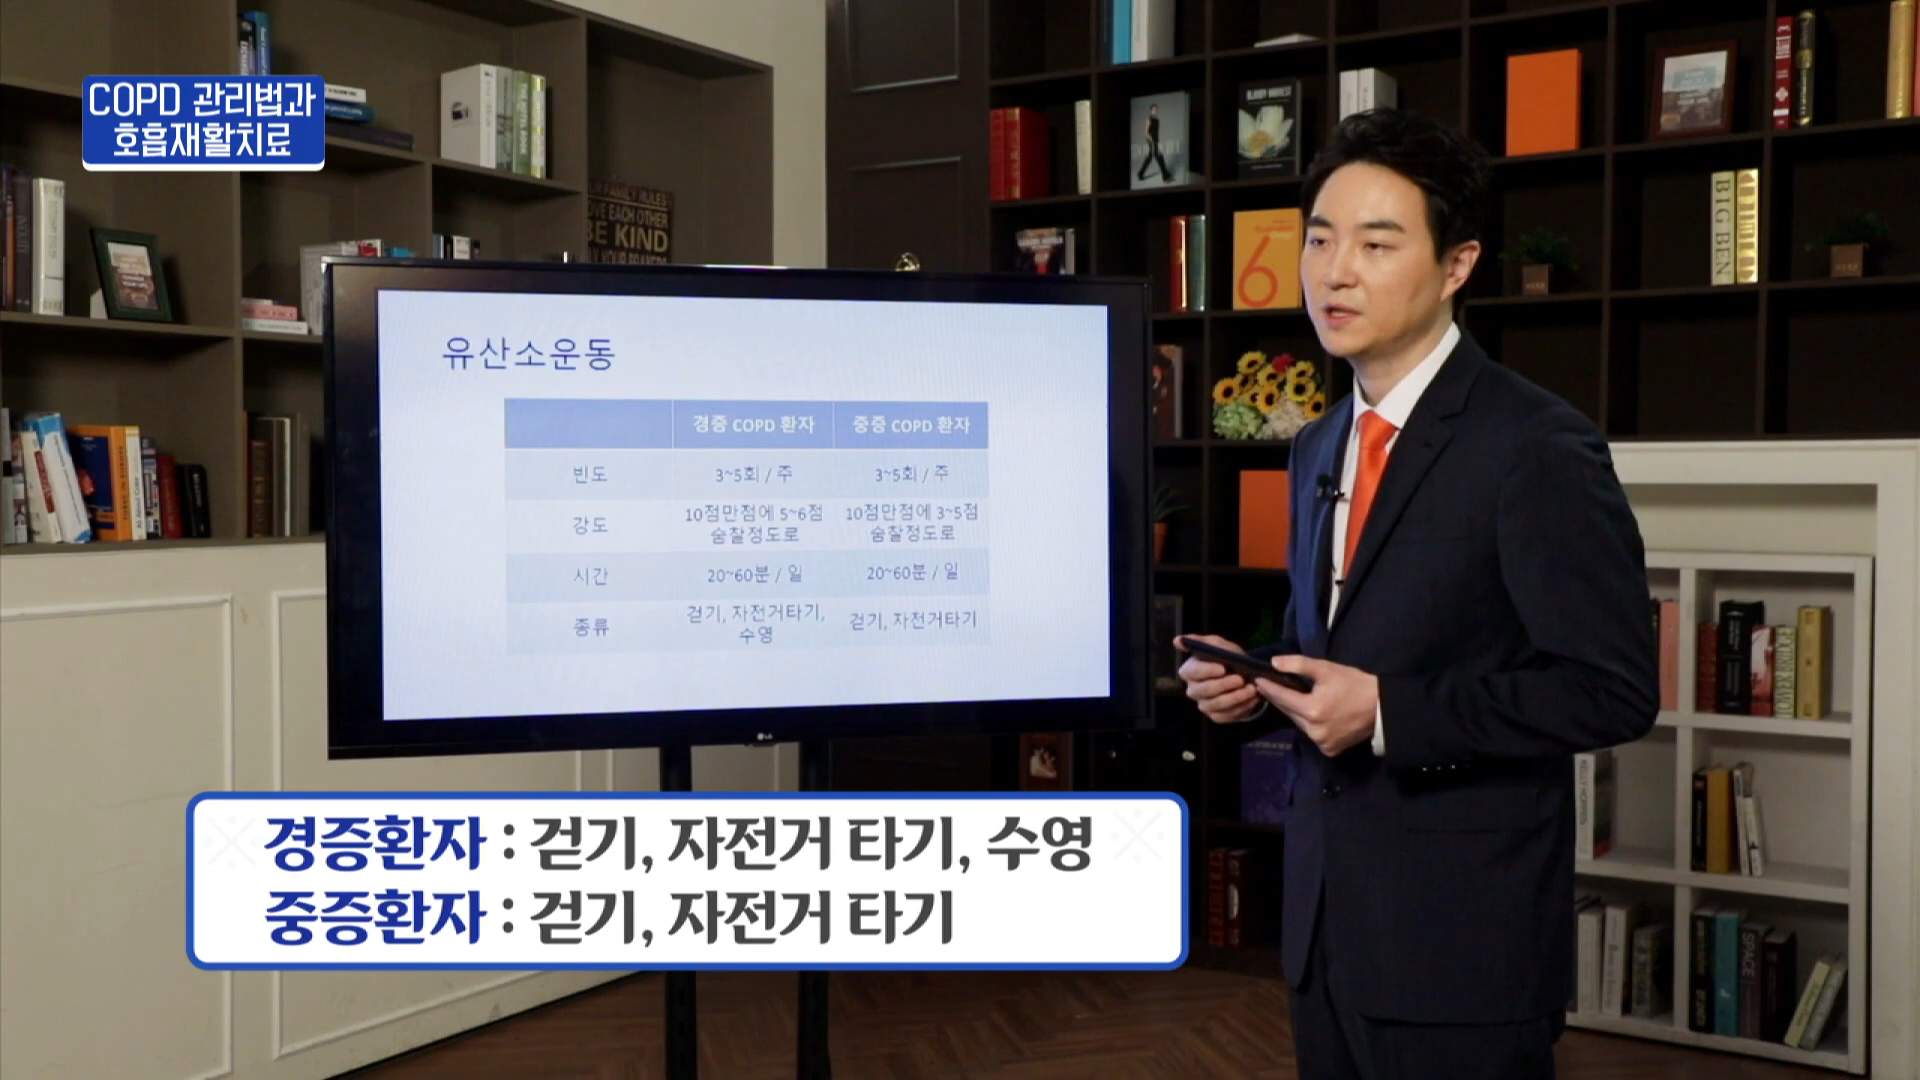 COPD 관리법과
호흡재활치료
BE KIND
BIG BEN
6
유산소운동
경증 COPD 환자
중증 COPD 환자
빈도
3~5회 / 주
3~5회 / 주
강도
10점만점에 5~6점
숨찰정도로
10점만점에 3~5점
숨찰정도로
시간
20~60분 / 일
20~60분 / 일
종류
걷기, 자전거타기,
수영
걷기, 자전거타기
LG
※ 경증환자 : 걷기, 자전거 타기, 수영 ※
중증환자 : 걷기, 자전거 타기